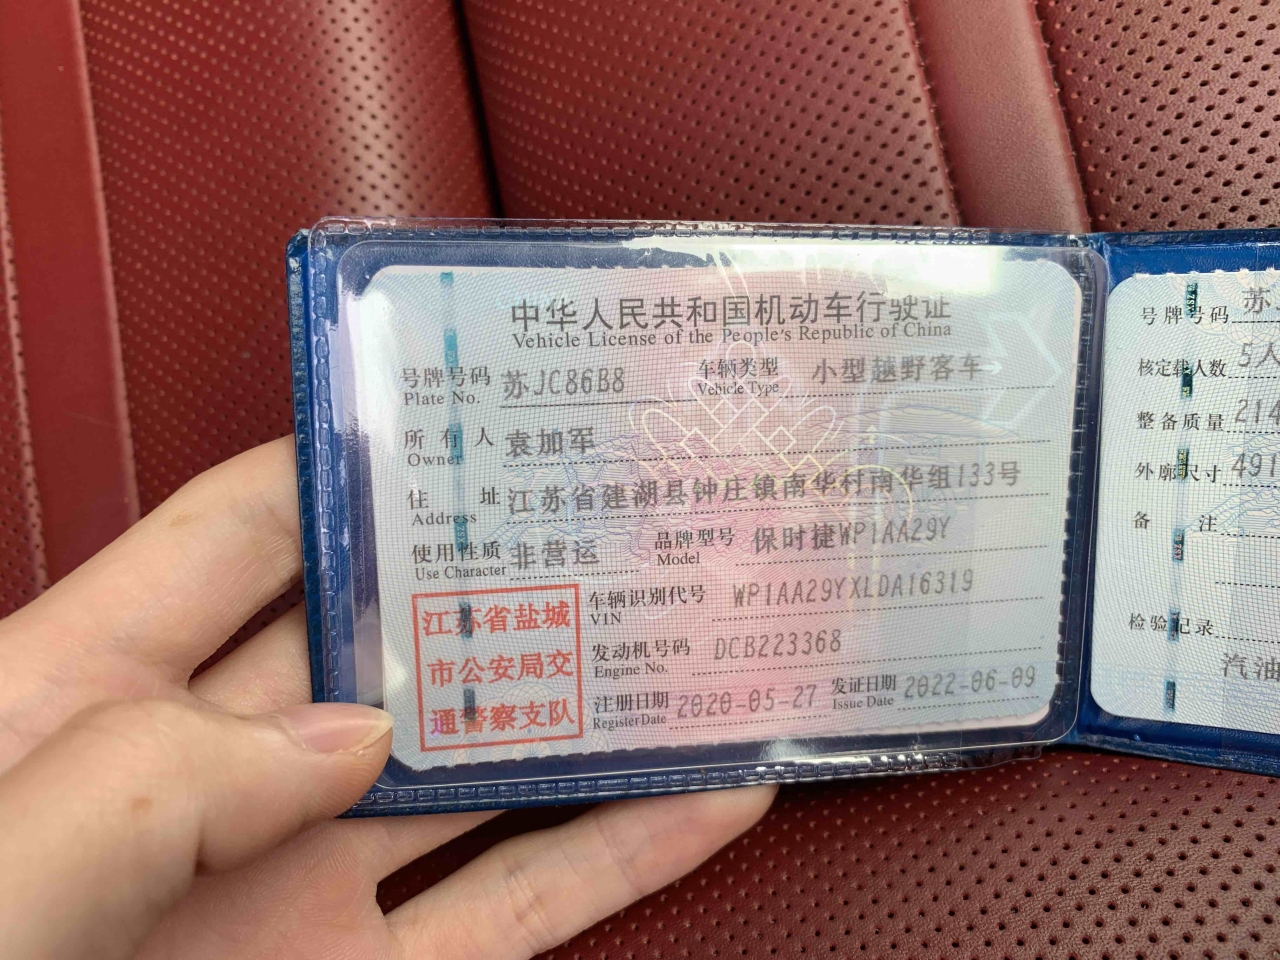 中华人民共和国机动车行驶证
Vehicle License of the People's Republic of China
号牌号码 苏JC86B8 车辆类型 小型越野客车
Plate No. Vehicle Type
所有人 袁加军
Owner
住址 江苏省建湖县钟庄镇南华村南华组133号
Address
使用性质 非营运 品牌型号 保时捷WP1AA29Y
Use Character Model
江苏省盐城
市公安局交
通警察支队
车辆识别代号 WP1AA29YXLDA16319
VIN
发动机号码 DCB223368
Engine No.
注册日期 2020-05-27 发证日期 2022-06-09
Register Date Issue Date
号牌号码 苏
核定载人数 5人
整备质量 214
外廓尺寸 491
备注
检验记录
汽油